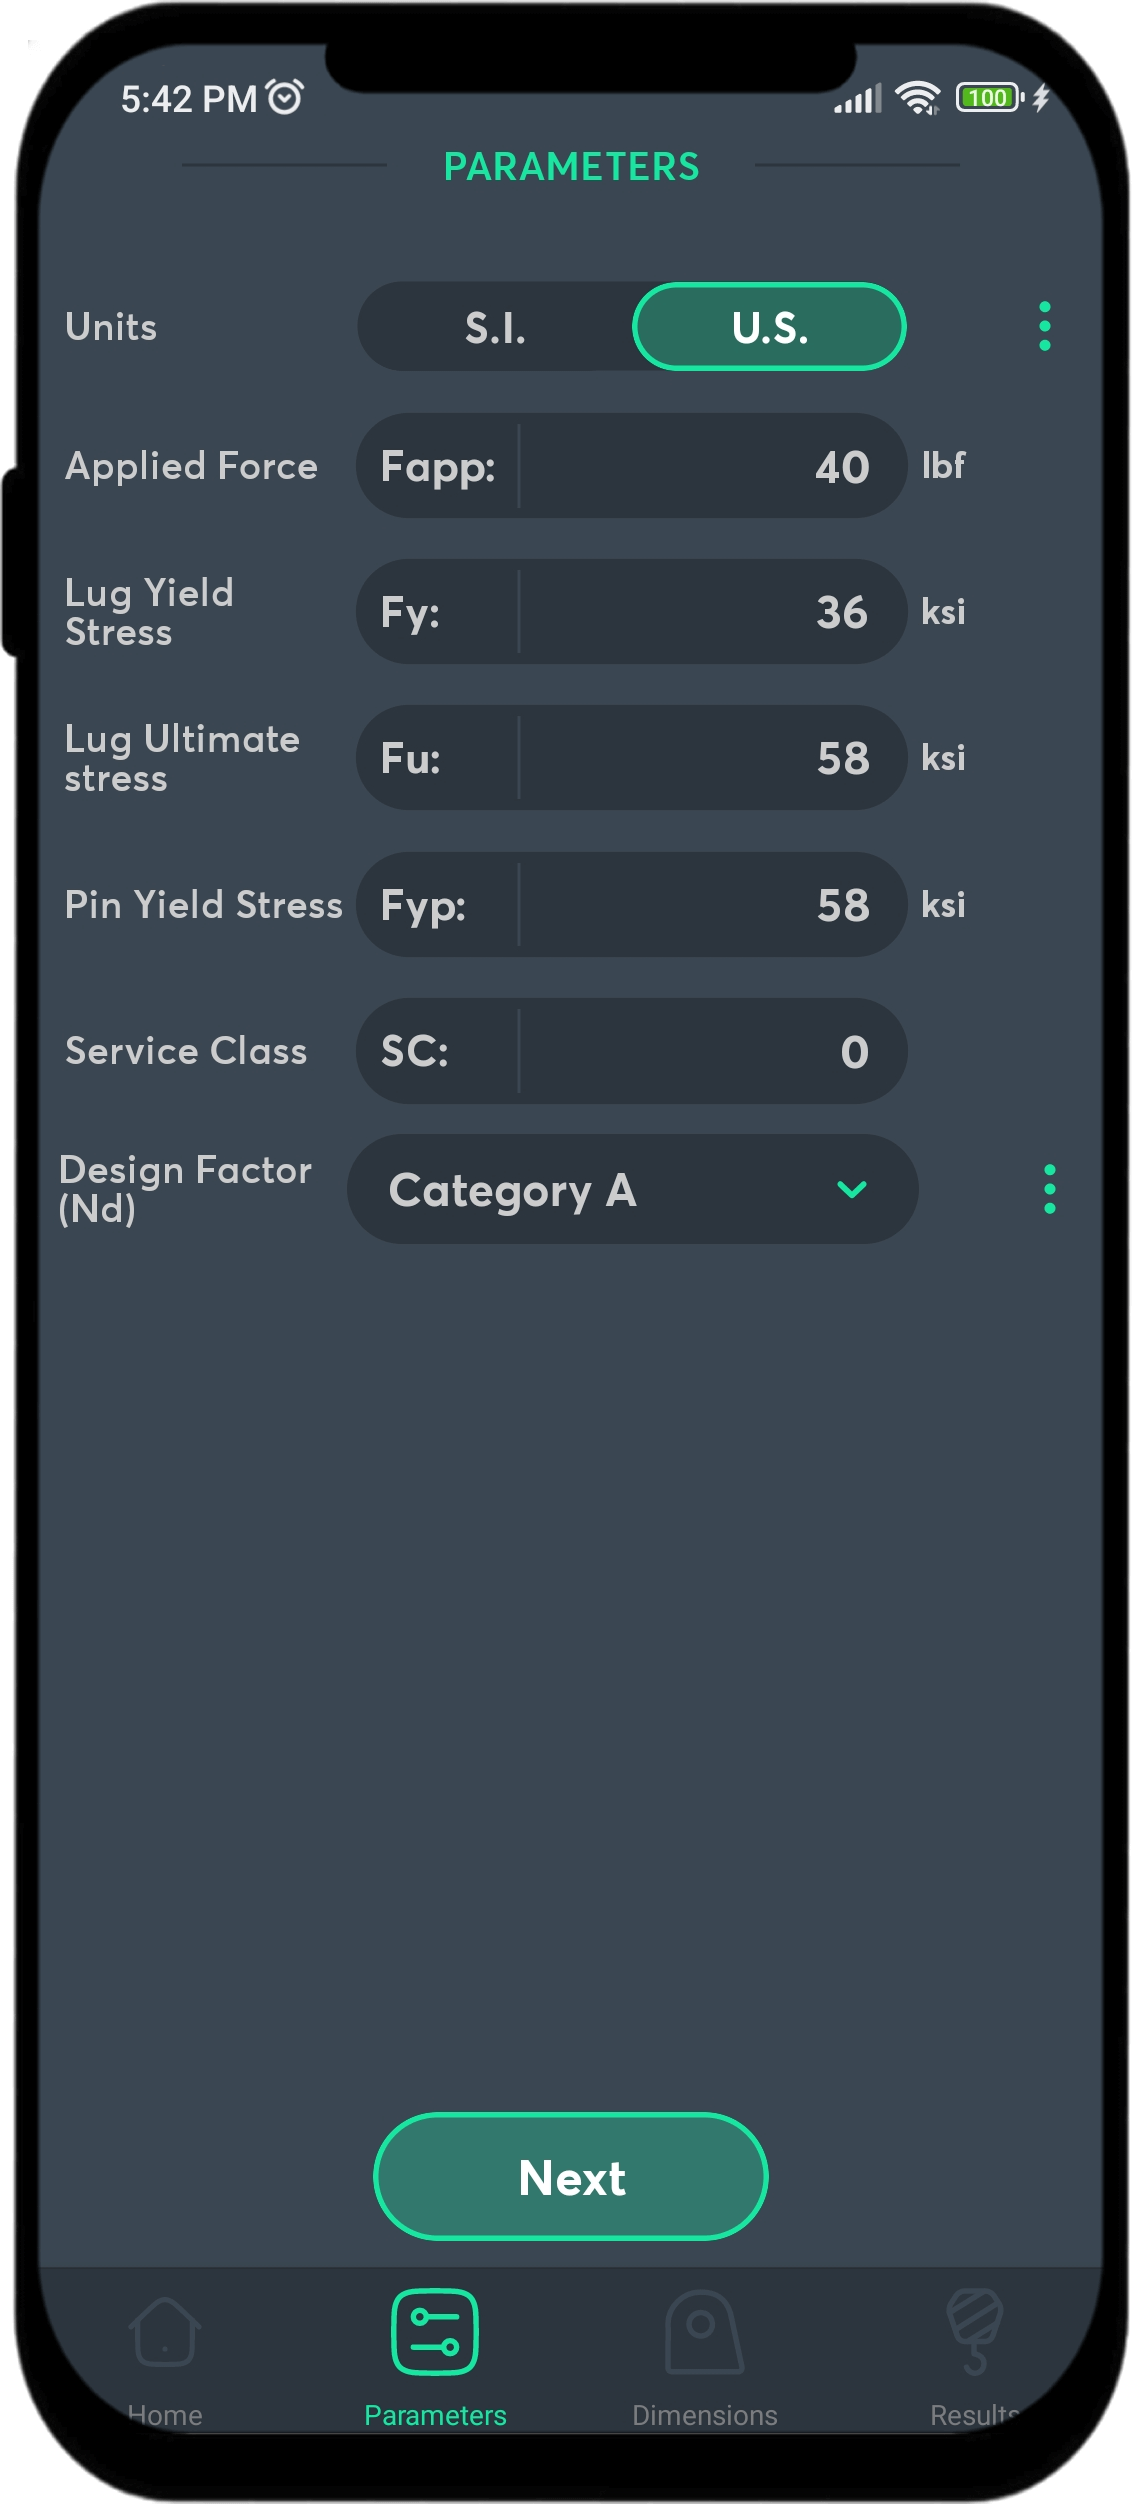 5:42 PM
100
PARAMETERS
Units
S.I.
U.S.
Applied Force
Fapp:
40
lbf
Lug Yield
Stress
Fy:
36
ksi
Lug Ultimate
stress
Fu:
58
ksi
Pin Yield Stress
Fyp:
58
ksi
Service Class
SC:
0
Design Factor
(Nd)
Category A
Next
Home
Parameters
Dimensions
Results